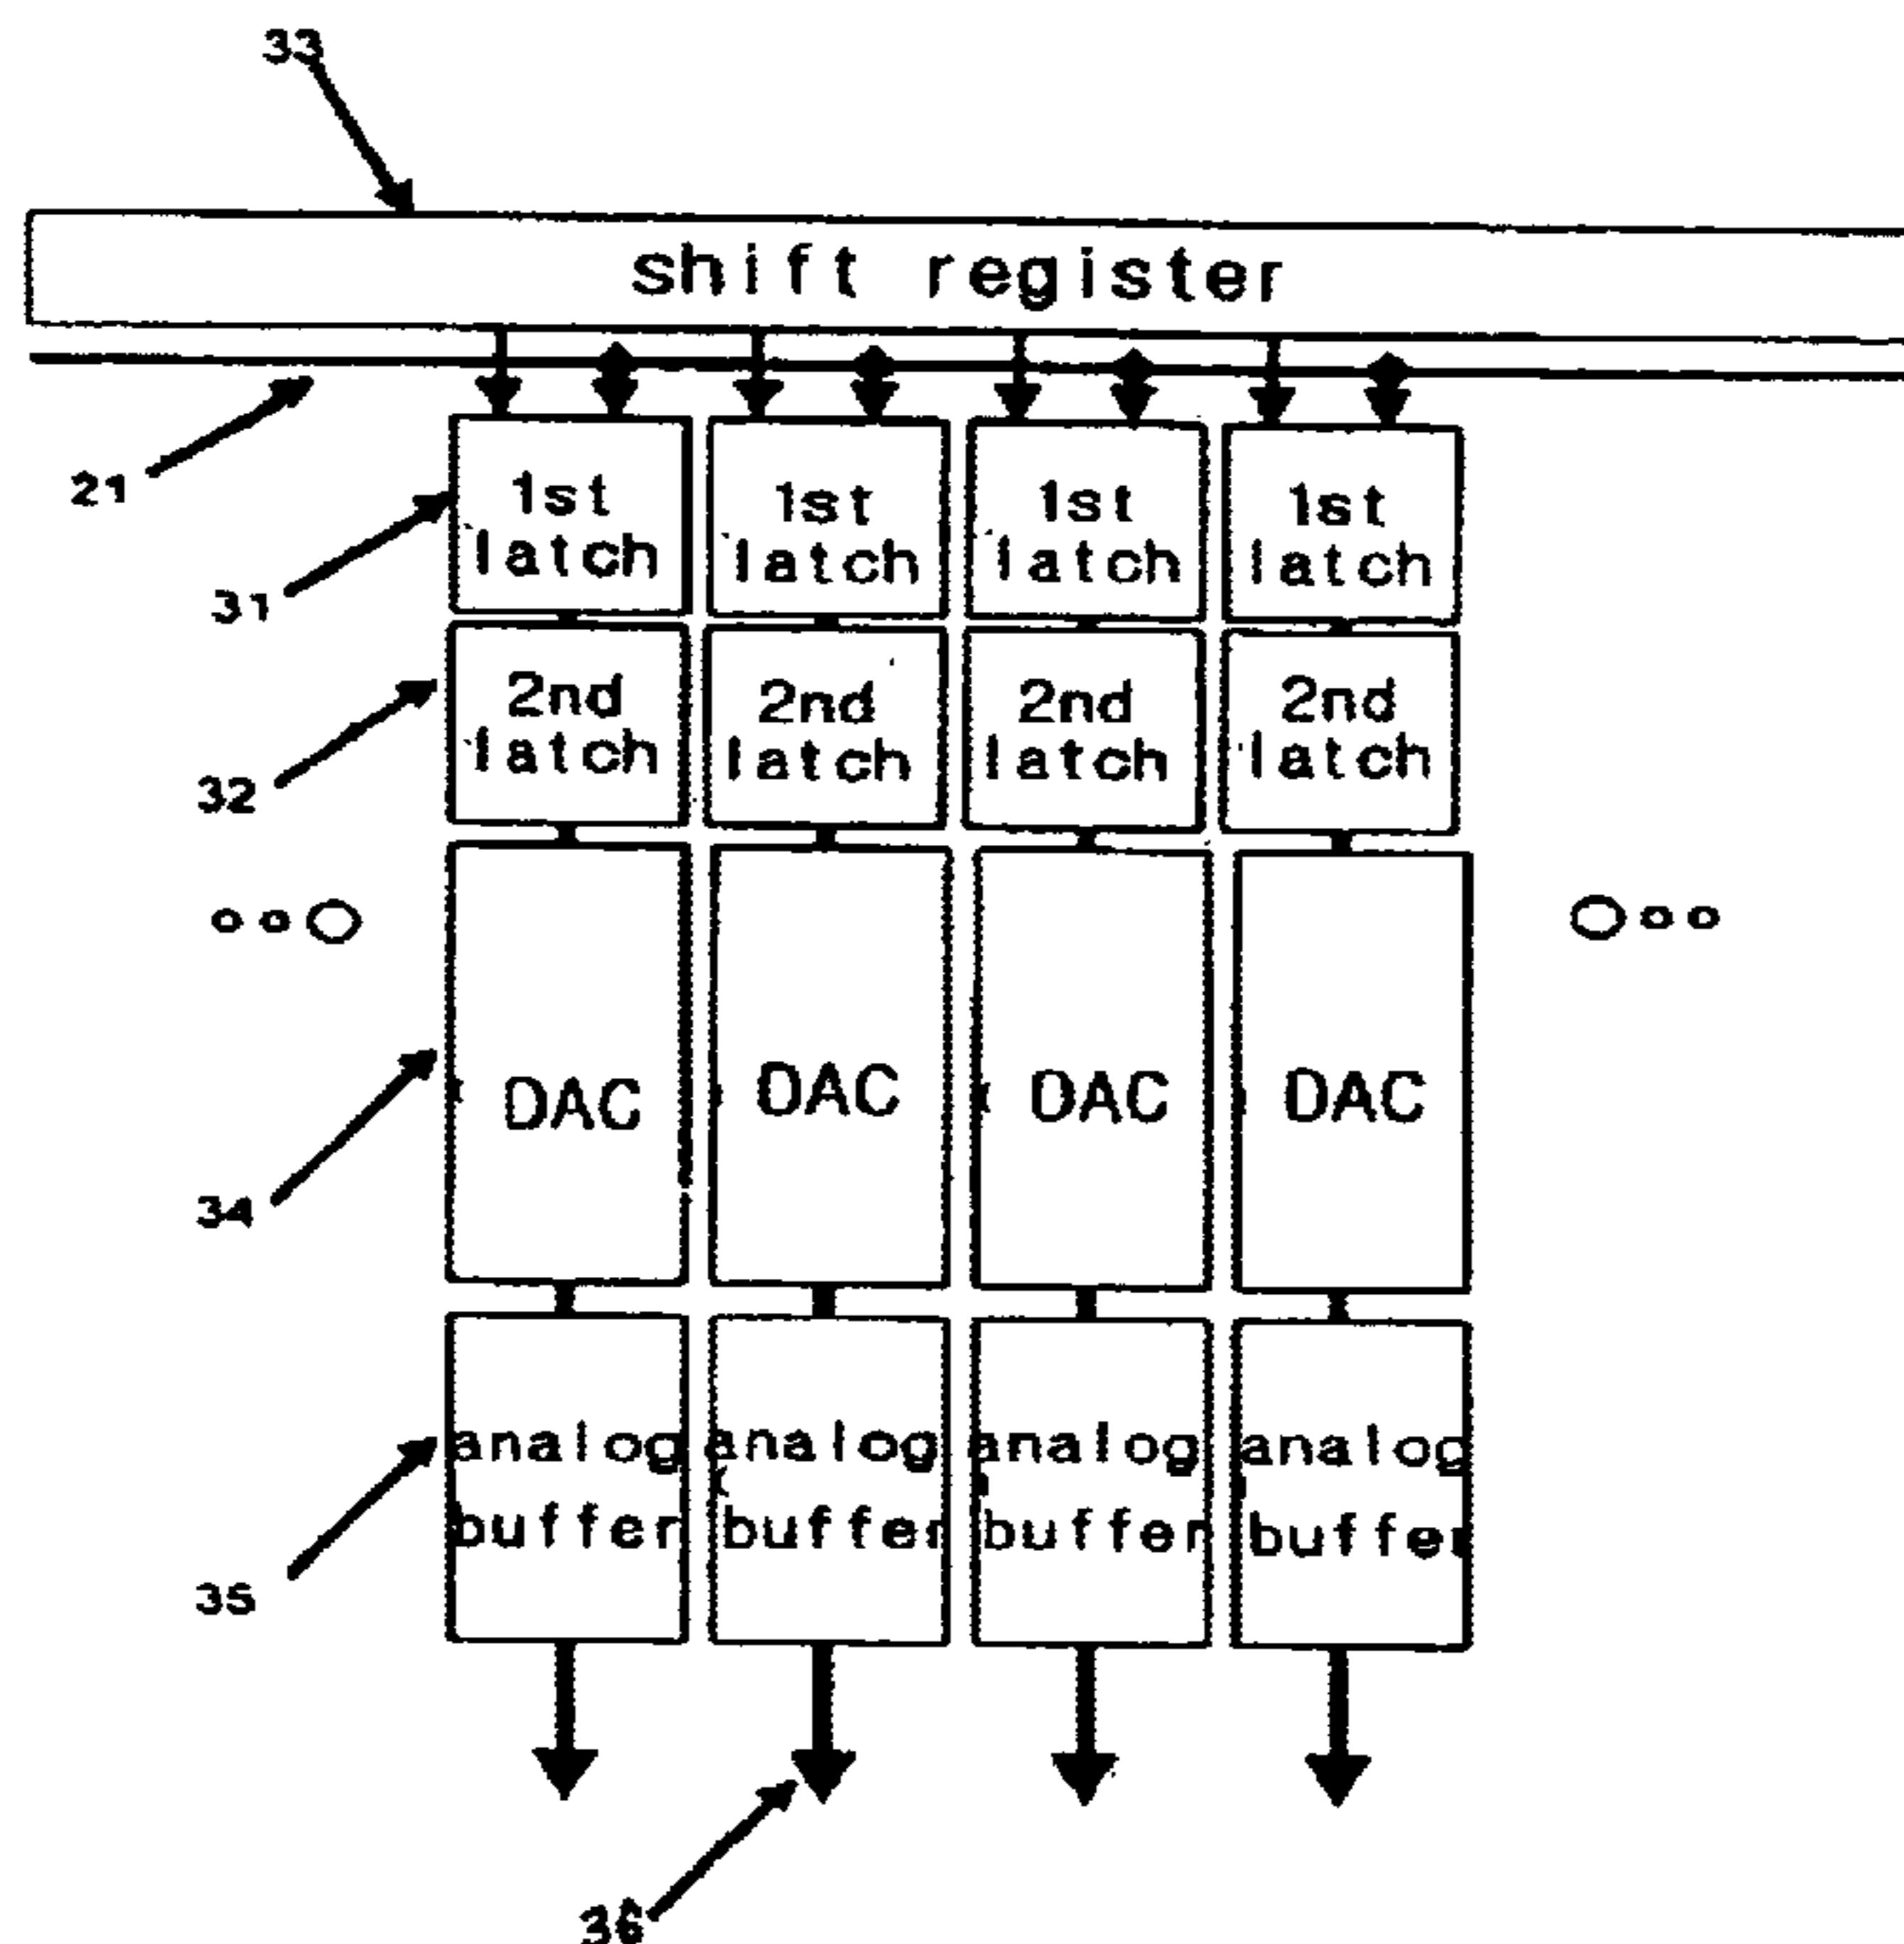 33
shift register
21
31
1st 1st 1st 1st
latch latch latch latch
32
2nd 2nd 2nd 2nd
latch latch latch latch
34
DAC DAC DAC DAC
35
analog analog analog analog
buffer buffer buffer buffer
36